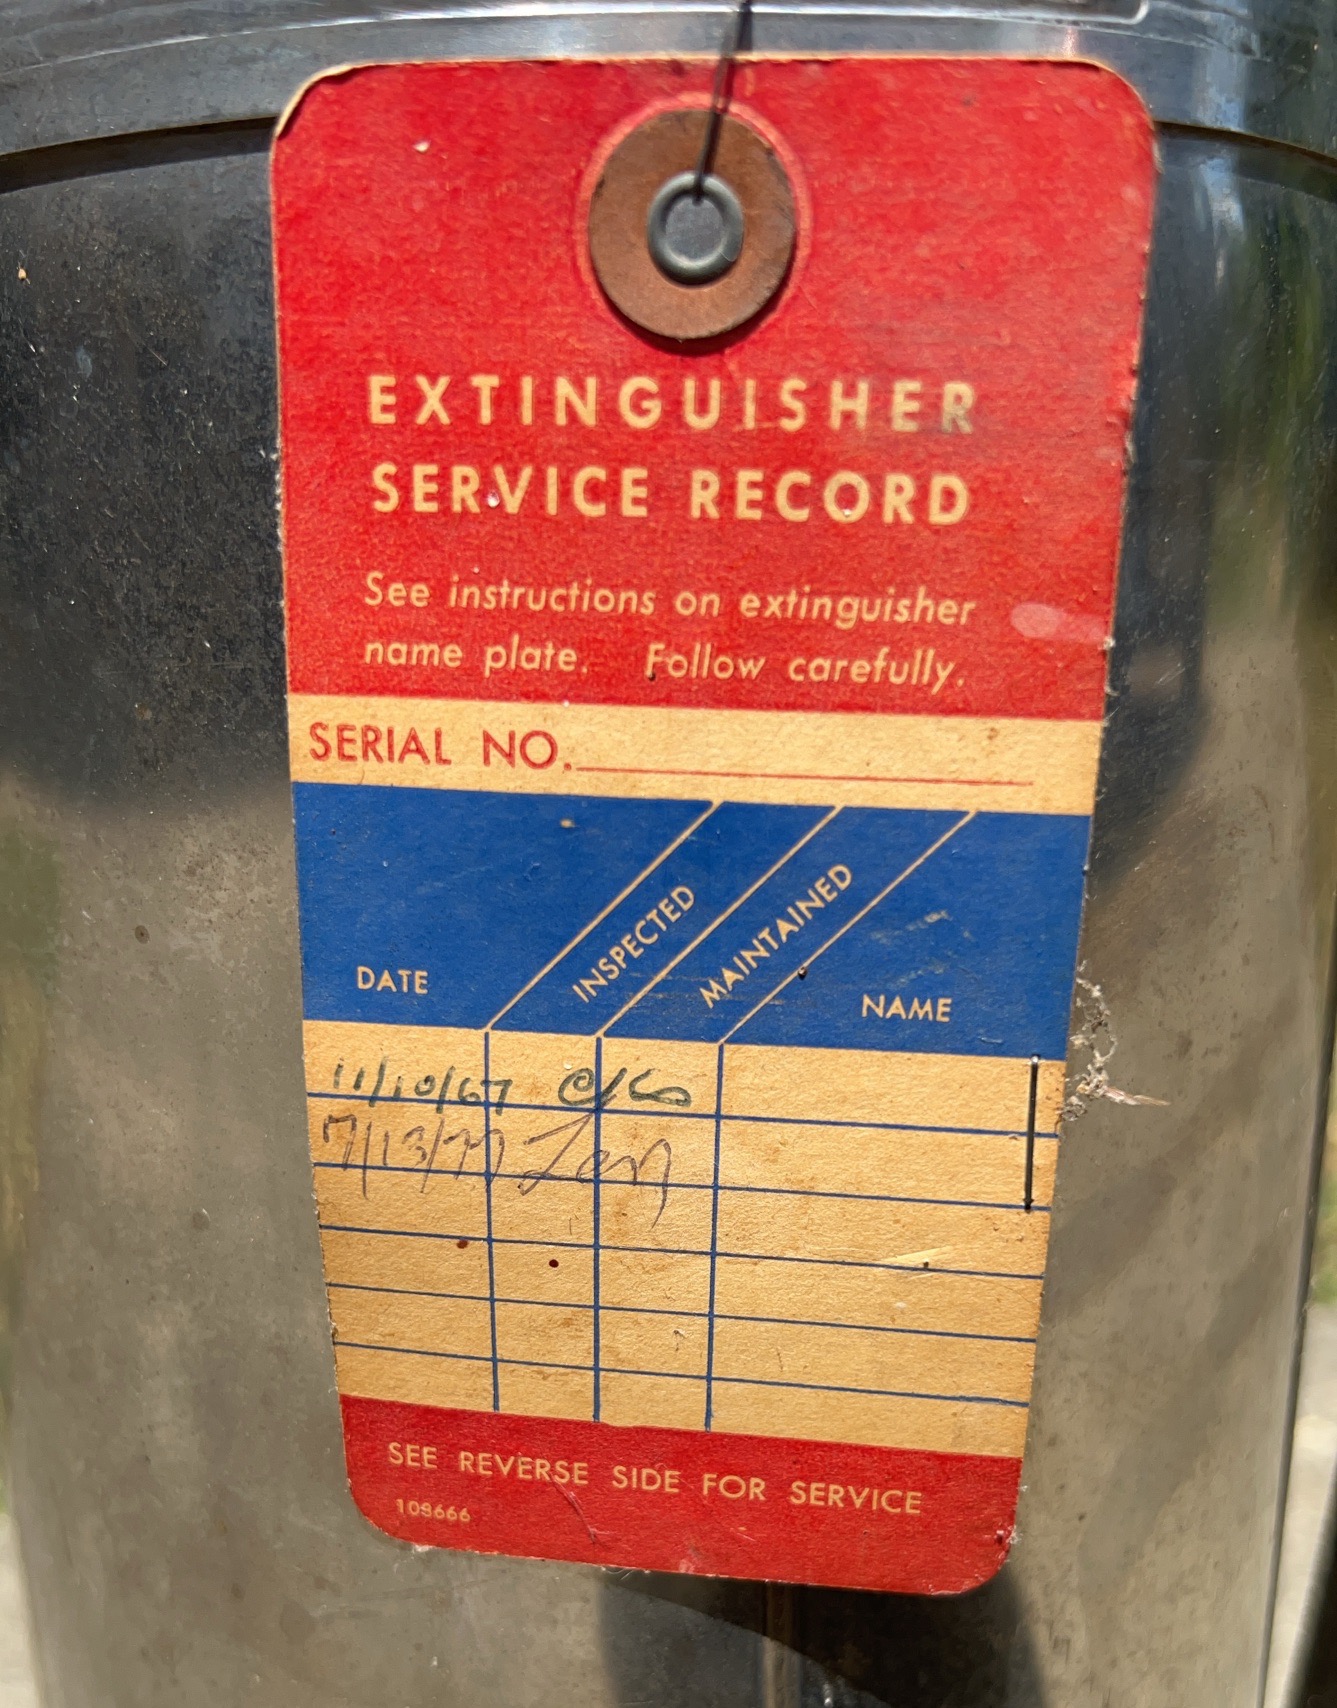 EXTINGUISHER
SERVICE RECORD
See instructions on extinguisher
name plate. Follow carefully.
SERIAL NO.
DATE INSPECTED MAINTAINED NAME
11/10/67
7/13/77 Len
SEE REVERSE SIDE FOR SERVICE